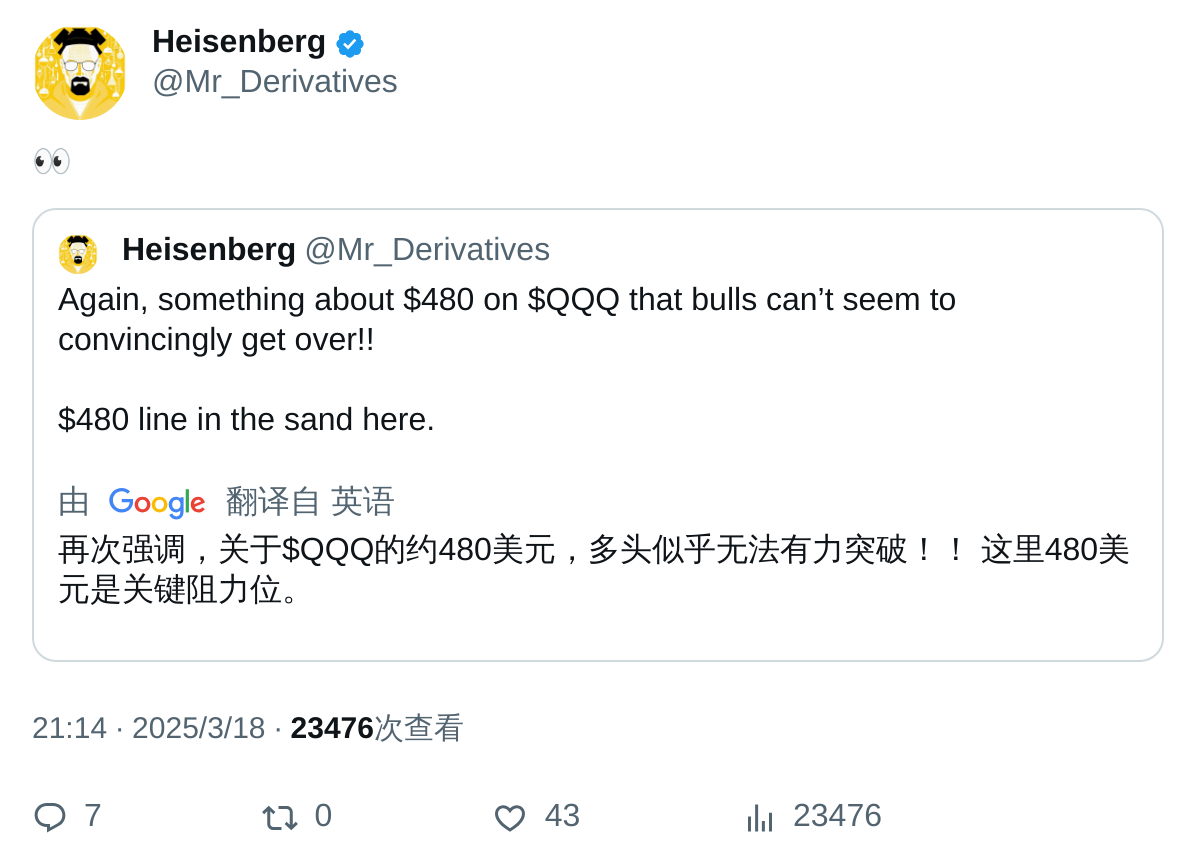 Heisenberg
@Mr_Derivatives
👀
Heisenberg @Mr_Derivatives
Again, something about $480 on $QQQ that bulls can’t seem to
convincingly get over!!
$480 line in the sand here.
由 Google 翻译自 英语
再次强调，关于$QQQ的约480美元，多头似乎无法有力突破！！ 这里480美
元是关键阻力位。
21:14 · 2025/3/18 · 23476次查看
7 0 43 23476